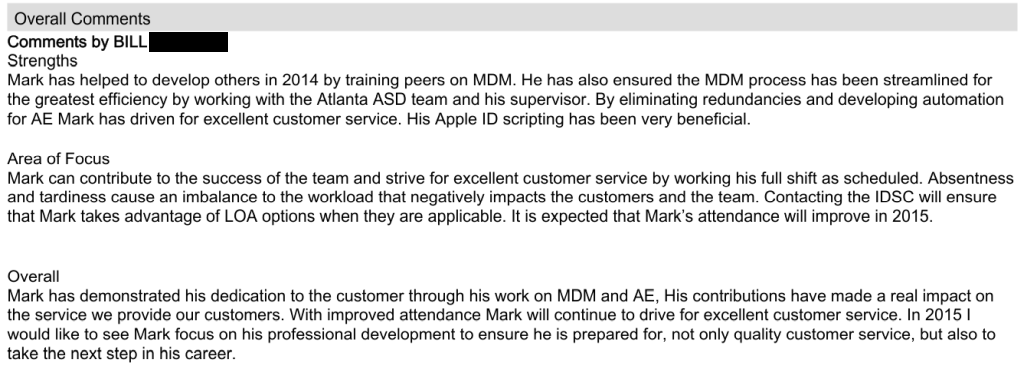 Overall Comments
Comments by BILL
Strengths
Mark has helped to develop others in 2014 by training peers on MDM. He has also ensured the MDM process has been streamlined for
the greatest efficiency by working with the Atlanta ASD team and his supervisor. By eliminating redundancies and developing automation
for AE Mark has driven for excellent customer service. His Apple ID scripting has been very beneficial.
Area of Focus
Mark can contribute to the success of the team and strive for excellent customer service by working his full shift as scheduled. Absentness
and tardiness cause an imbalance to the workload that negatively impacts the customers and the team. Contacting the IDSC will ensure
that Mark takes advantage of LOA options when they are applicable. It is expected that Mark’s attendance will improve in 2015.
Overall
Mark has demonstrated his dedication to the customer through his work on MDM and AE, His contributions have made a real impact on
the service we provide our customers. With improved attendance Mark will continue to drive for excellent customer service. In 2015 I
would like to see Mark focus on his professional development to ensure he is prepared for, not only quality customer service, but also to
take the next step in his career.